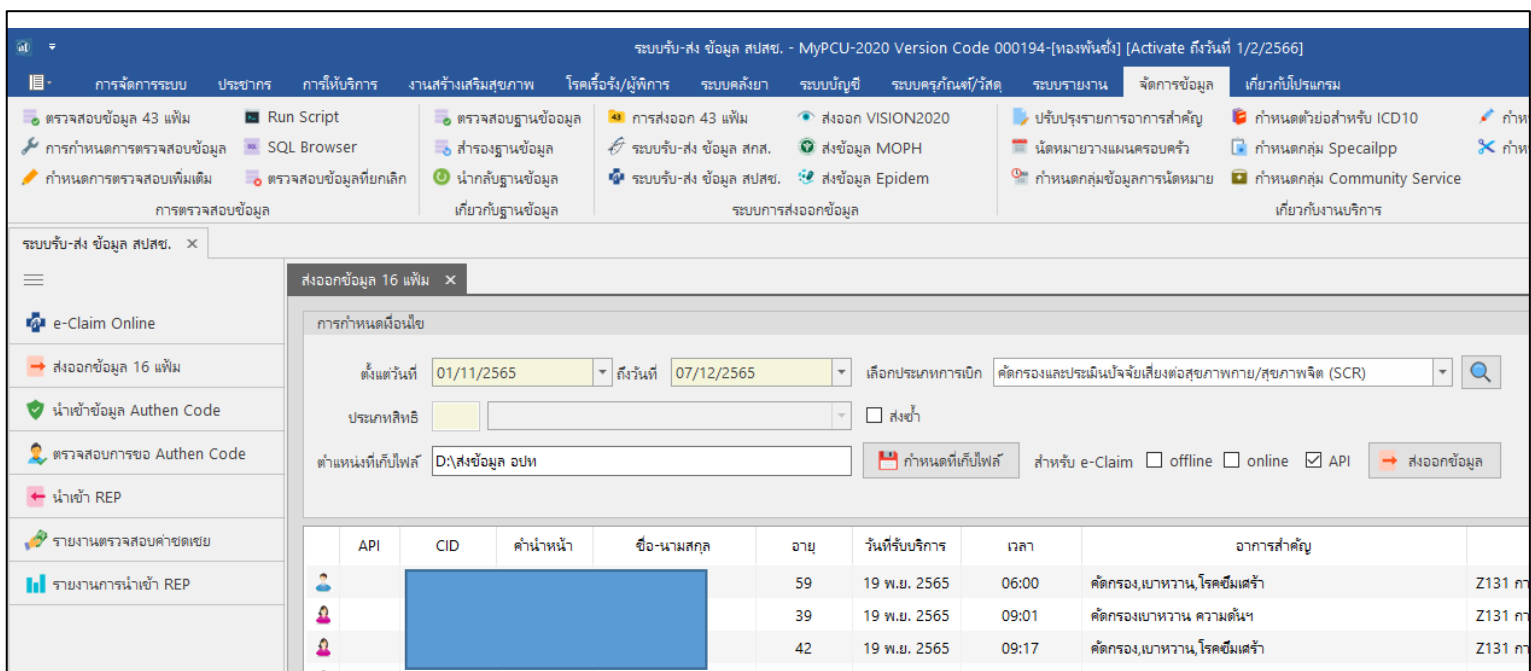 ระบบรับ-ส่ง ข้อมูล สปสช. - MyPCU-2020 Version Code 000194-[ทองพันชั่ง] [Activate ถึงวันที่ 1/2/2566]
การจัดการระบบ ประชากร การให้บริการ งานสร้างเสริมสุขภาพ โรคเรื้อรัง/ผู้พิการ ระบบคลังยา ระบบบัญชี ระบบครุภัณฑ์/วัสดุ ระบบรายงาน จัดการข้อมูล เกี่ยวกับโปรแกรม
ตรวจสอบข้อมูล 43 แฟ้ม Run Script ตรวจสอบฐานข้ออมูล 43 การส่งออก 43 แฟ้ม ส่งออก VISION2020 ปรับปรุงรายการอาการสำคัญ กำหนดตัวย่อสำหรับ ICD10
การกำหนดการตรวจสอบข้อมูล SQL Browser สำรองฐานข้อมูล ระบบรับ-ส่ง ข้อมูล สกส. ส่งข้อมูล MOPH นัดหมายวางแผนครอบครัว กำหนดกลุ่ม Specailpp
กำหนดการตรวจสอบเพิ่มเติม ตรวจสอบข้อมูลที่ยกเลิก นำกลับฐานข้อมูล ระบบรับ-ส่ง ข้อมูล สปสช. ส่งข้อมูล Epidem กำหนดกลุ่มข้อมูลการนัดหมาย กำหนดกลุ่ม Community Service
การตรวจสอบข้อมูล เกี่ยวกับฐานข้อมูล ระบบการส่งออกข้อมูล เกี่ยวกับงานบริการ
ระบบรับ-ส่ง ข้อมูล สปสช. ×
ส่งออกข้อมูล 16 แฟ้ม ×
e-Claim Online
ส่งออกข้อมูล 16 แฟ้ม
นำเข้าข้อมูล Authen Code
ตรวจสอบการขอ Authen Code
นำเข้า REP
รายงานตรวจสอบค่าชดเชย
รายงานการนำเข้า REP
การกำหนดเงื่อนไข
ตั้งแต่วันที่ 01/11/2565 ถึงวันที่ 07/12/2565 เลือกประเภทการเบิก คัดกรองและประเมินปัจจัยเสี่ยงต่อสุขภาพกาย/สุขภาพจิต (SCR)
ประเภทสิทธิ ส่งซ้ำ
ตำแหน่งที่เก็บไฟล์ D:\ส่งข้อมูล อปท กำหนดที่เก็บไฟล์ สำหรับ e-Claim offline online API ส่งออกข้อมูล
API CID คำนำหน้า ชื่อ-นามสกุล อายุ วันที่รับบริการ เวลา อาการสำคัญ
59 19 พ.ย. 2565 06:00 คัดกรอง,เบาหวาน,โรคซึมเศร้า Z131
39 19 พ.ย. 2565 09:01 คัดกรองเบาหวาน ความดันฯ Z131
42 19 พ.ย. 2565 09:17 คัดกรอง,เบาหวาน,โรคซึมเศร้า Z131